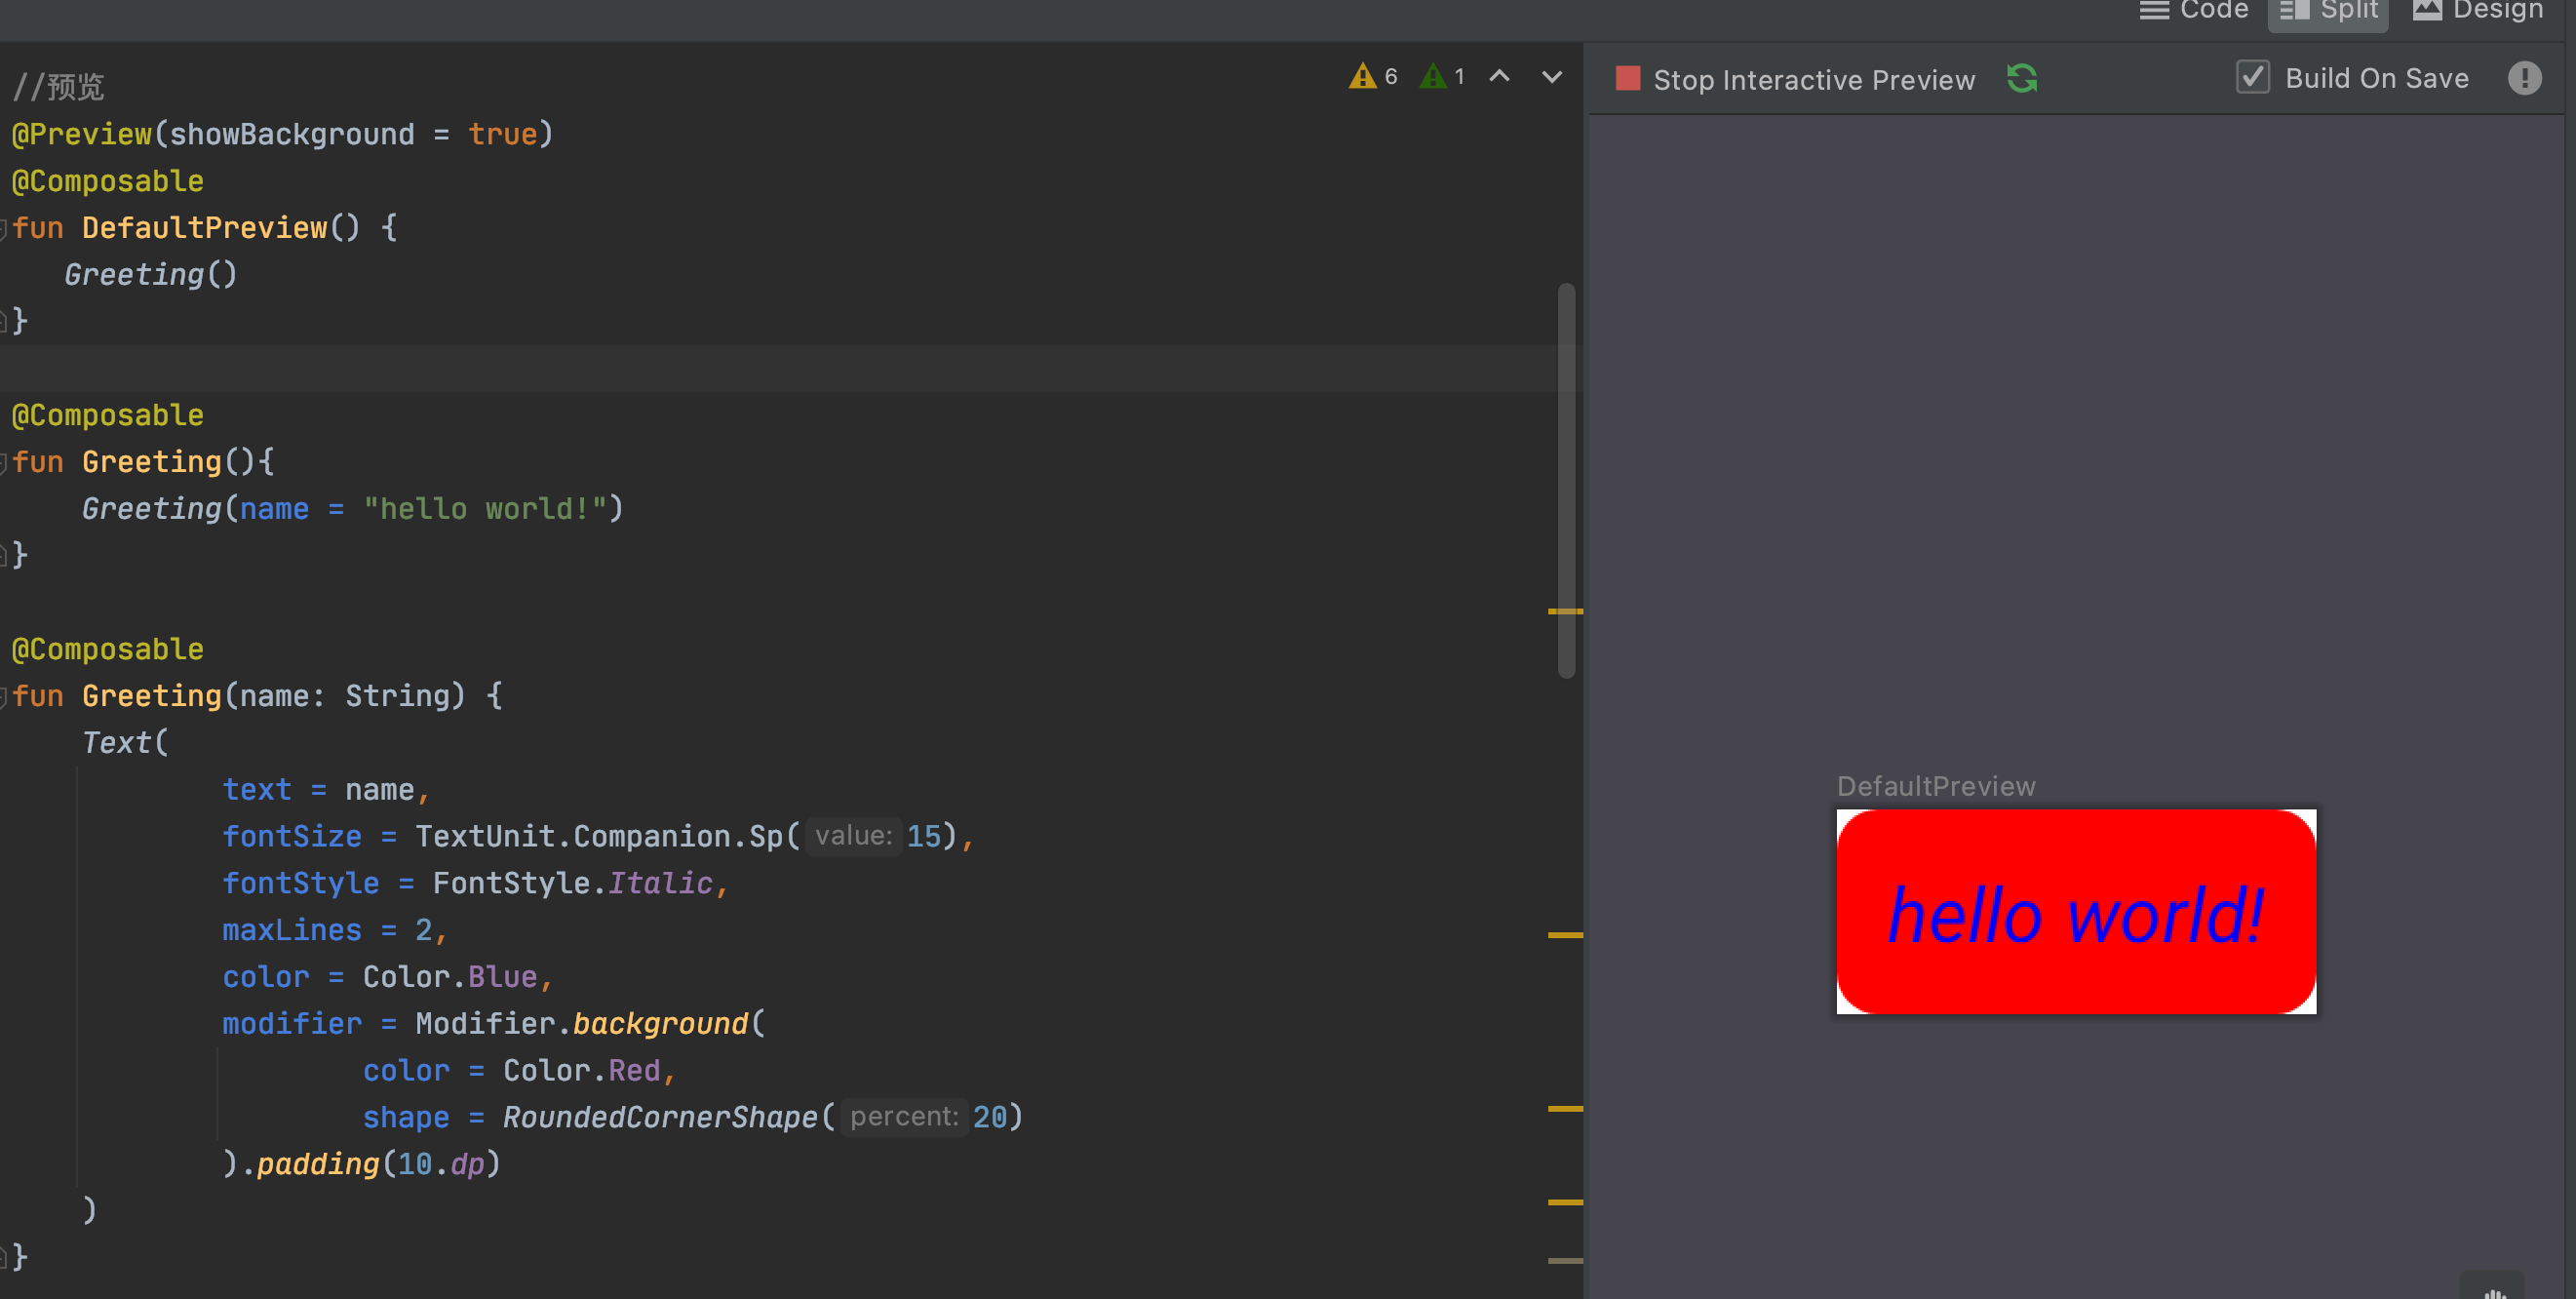 Code Split Design
6 1
Stop Interactive Preview Build On Save
//预览
@Preview(showBackground = true)
@Composable
fun DefaultPreview() {
Greeting()
}
@Composable
fun Greeting(){
Greeting(name = "hello world!")
}
@Composable
fun Greeting(name: String) {
Text(
text = name,
fontSize = TextUnit.Companion.Sp( value: 15),
fontStyle = FontStyle.Italic,
maxLines = 2,
color = Color.Blue,
modifier = Modifier.background(
color = Color.Red,
shape = RoundedCornerShape( percent: 20)
).padding(10.dp)
)
}
DefaultPreview
hello world!